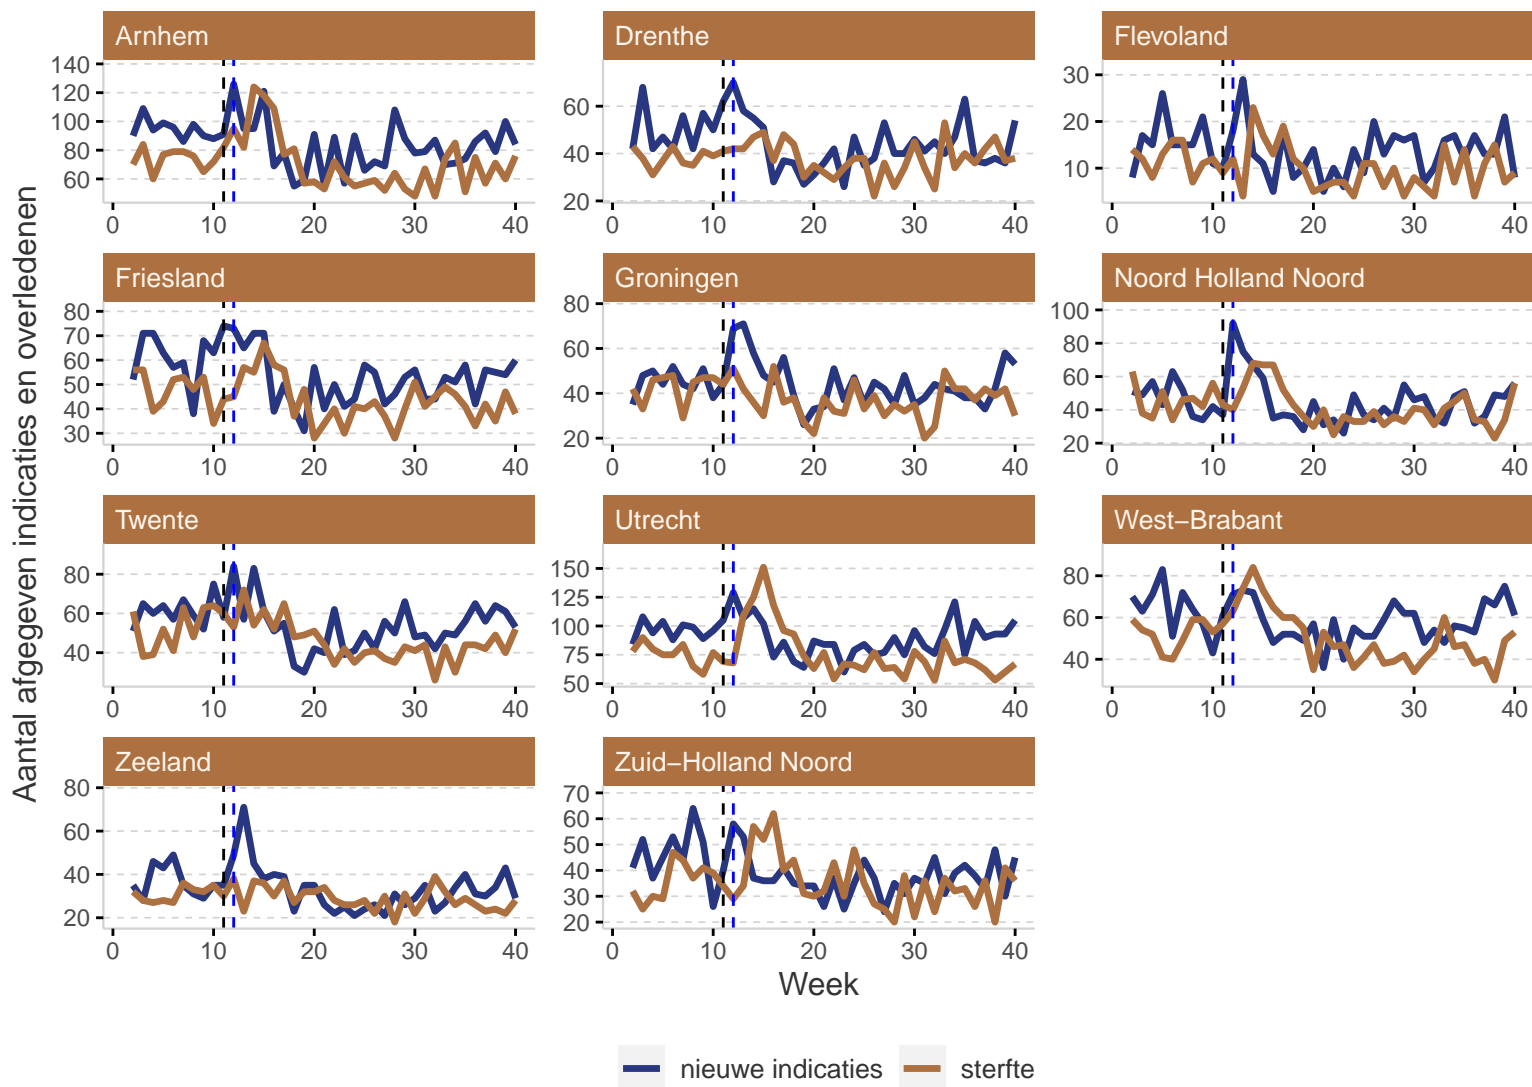 Aantal afgegeven indicaties en overledenen
Arnhem
140
120
100
80
60
0 10 20 30 40
Drenthe
60
40
20
0 10 20 30 40
Flevoland
30
20
10
0 10 20 30 40
Friesland
80
70
60
50
40
30
0 10 20 30 40
Groningen
80
60
40
20
0 10 20 30 40
Noord Holland Noord
100
80
60
40
20
0 10 20 30 40
Twente
80
60
40
0 10 20 30 40
Utrecht
150
125
100
75
50
0 10 20 30 40
West−Brabant
80
60
40
0 10 20 30 40
Zeeland
80
60
40
20
0 10 20 30 40
Zuid−Holland Noord
70
60
50
40
30
20
0 10 20 30 40
Week
nieuwe indicaties sterfte